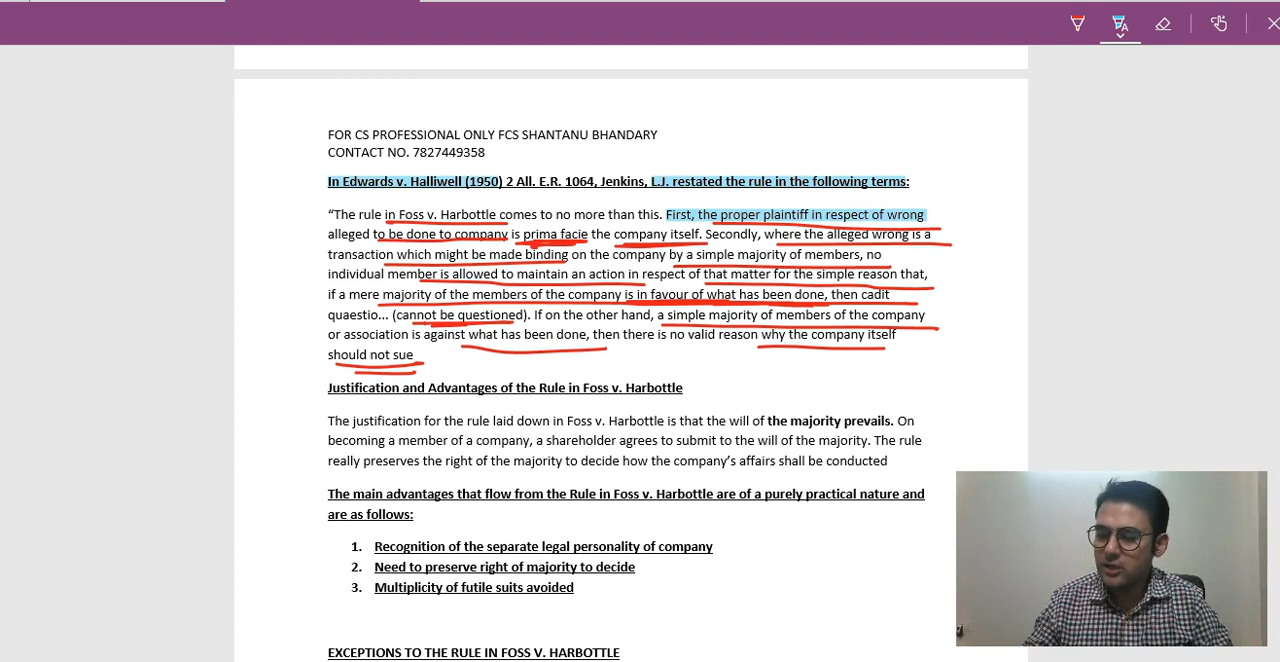 FOR CS PROFESSIONAL ONLY FCS SHANTANU BHANDARY
CONTACT NO. 7827449358
In Edwards v. Halliwell (1950) 2 All. E.R. 1064, Jenkins, L.J. restated the rule in the following terms:
“The rule in Foss v. Harbottle comes to no more than this. First, the proper plaintiff in respect of wrong
alleged to be done to company is prima facie the company itself. Secondly, where the alleged wrong is a
transaction which might be made binding on the company by a simple majority of members, no
individual member is allowed to maintain an action in respect of that matter for the simple reason that,
if a mere majority of the members of the company is in favour of what has been done, then cadit
quaestio... (cannot be questioned). If on the other hand, a simple majority of members of the company
or association is against what has been done, then there is no valid reason why the company itself
should not sue
Justification and Advantages of the Rule in Foss v. Harbottle
The justification for the rule laid down in Foss v. Harbottle is that the will of the majority prevails. On
becoming a member of a company, a shareholder agrees to submit to the will of the majority. The rule
really preserves the right of the majority to decide how the company’s affairs shall be conducted
The main advantages that flow from the Rule in Foss v. Harbottle are of a purely practical nature and
are as follows:
1. Recognition of the separate legal personality of company
2. Need to preserve right of majority to decide
3. Multiplicity of futile suits avoided
EXCEPTIONS TO THE RULE IN FOSS V. HARBOTTLE